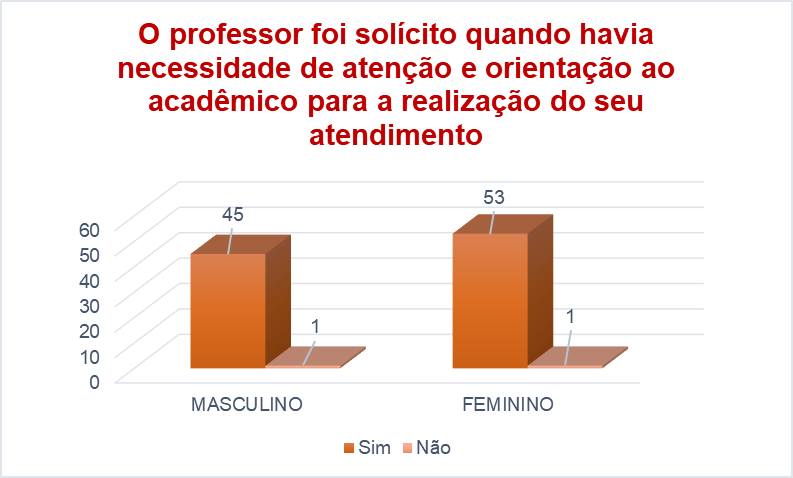 O professor foi solícito quando havia
necessidade de atenção e orientação ao
acadêmico para a realização do seu
atendimento
45
53
60
50
40
30
20
10
0
1
1
MASCULINO
FEMININO
Sim
Não